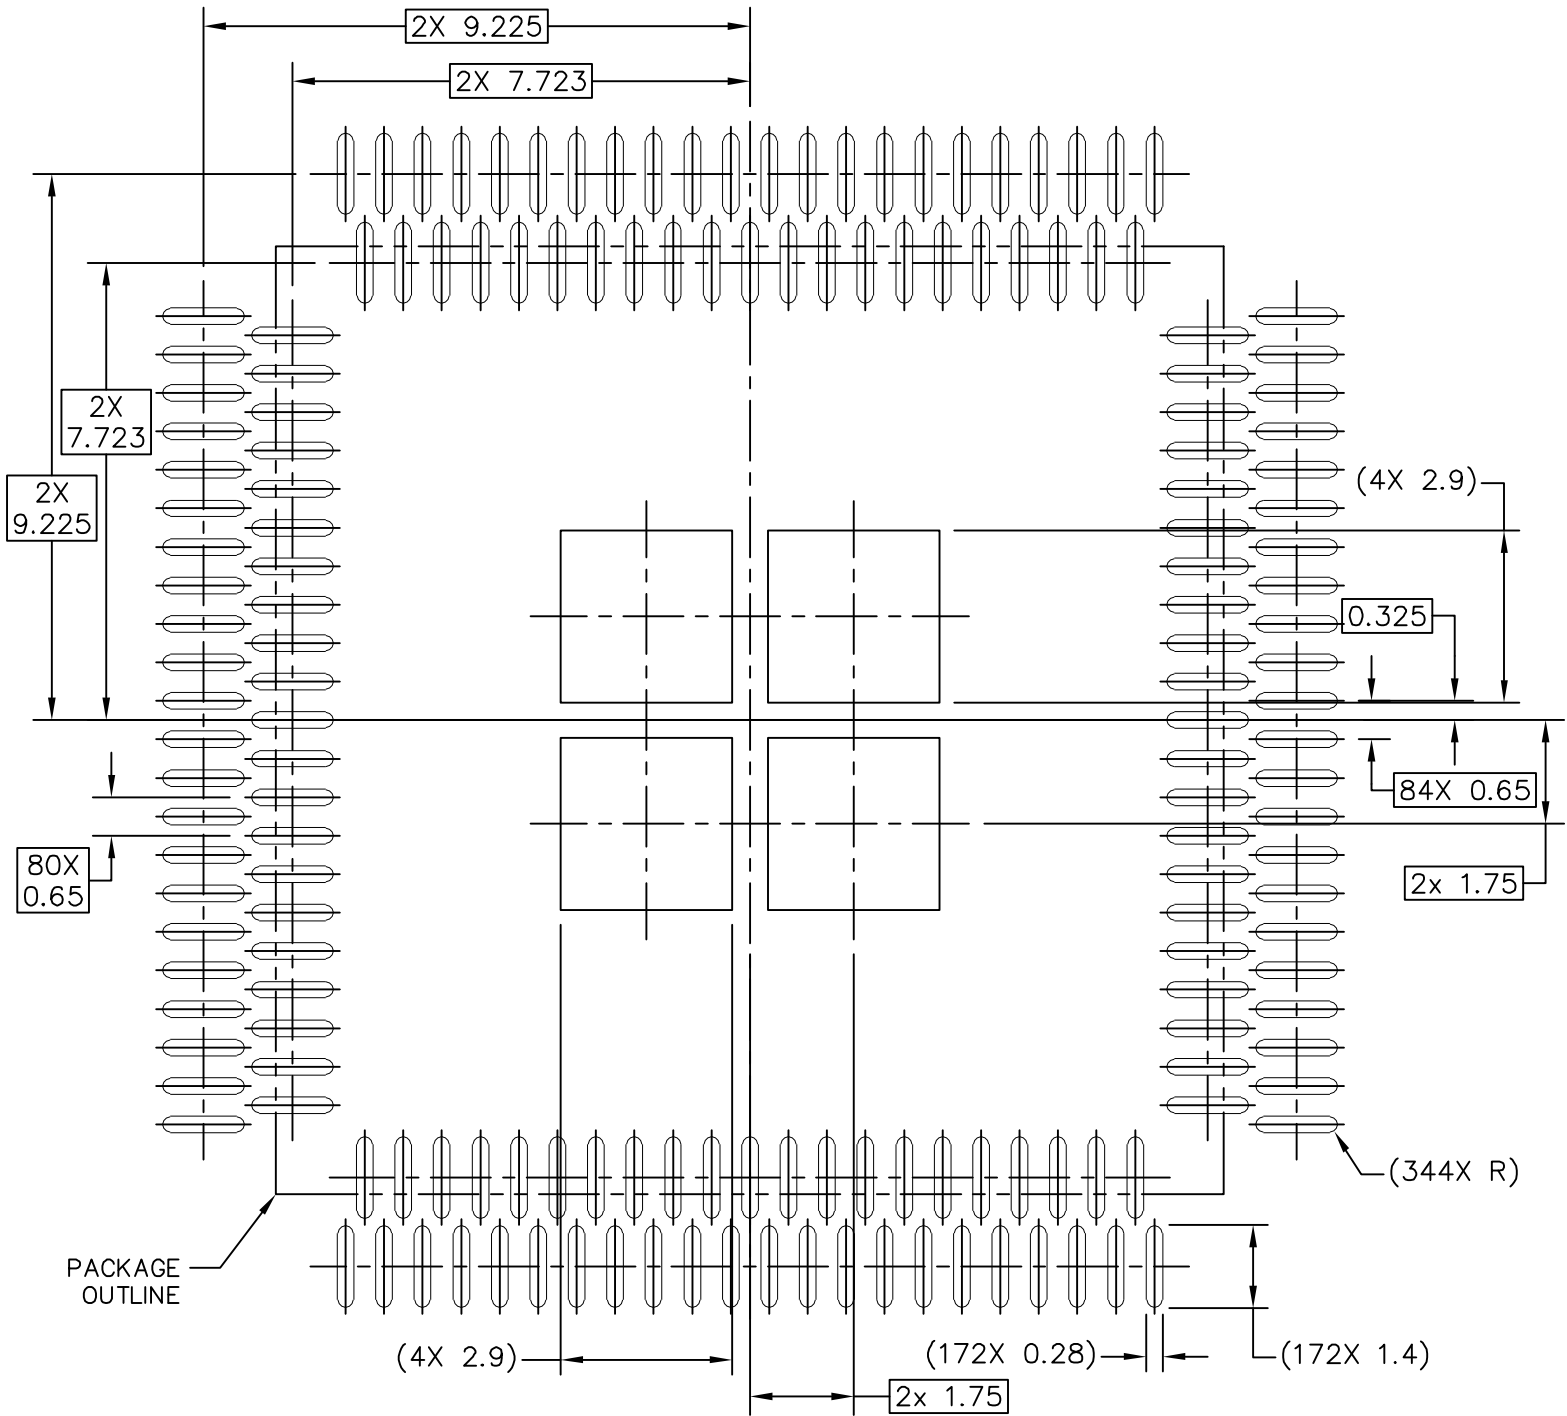 2X 9.225
2X 7.723
2X
7.723
2X
9.225
(4X 2.9)
0.325
84X 0.65
80X
0.65
2x 1.75
(344X R)
PACKAGE
OUTLINE
(4X 2.9)
(172X 0.28)
(172X 1.4)
2x 1.75